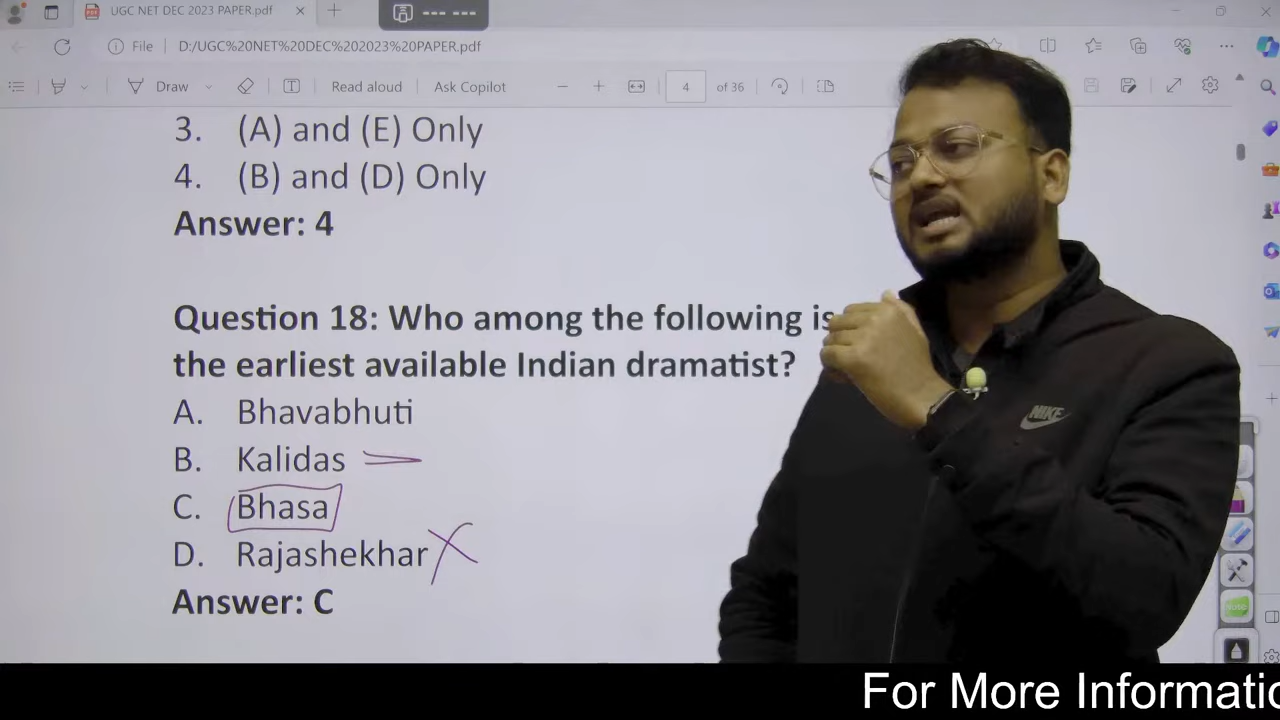 UGC NET DEC 2023 PAPER.pdf
File D:/UGC%20NET%20DEC%202023%20PAPER.pdf
Draw Read aloud Ask Copilot 4 of 36
3. (A) and (E) Only
4. (B) and (D) Only
Answer: 4
Question 18: Who among the following is
the earliest available Indian dramatist?
A. Bhavabhuti
B. Kalidas
C. Bhasa
D. Rajashekhar
Answer: C
NIKE
For More Informatic